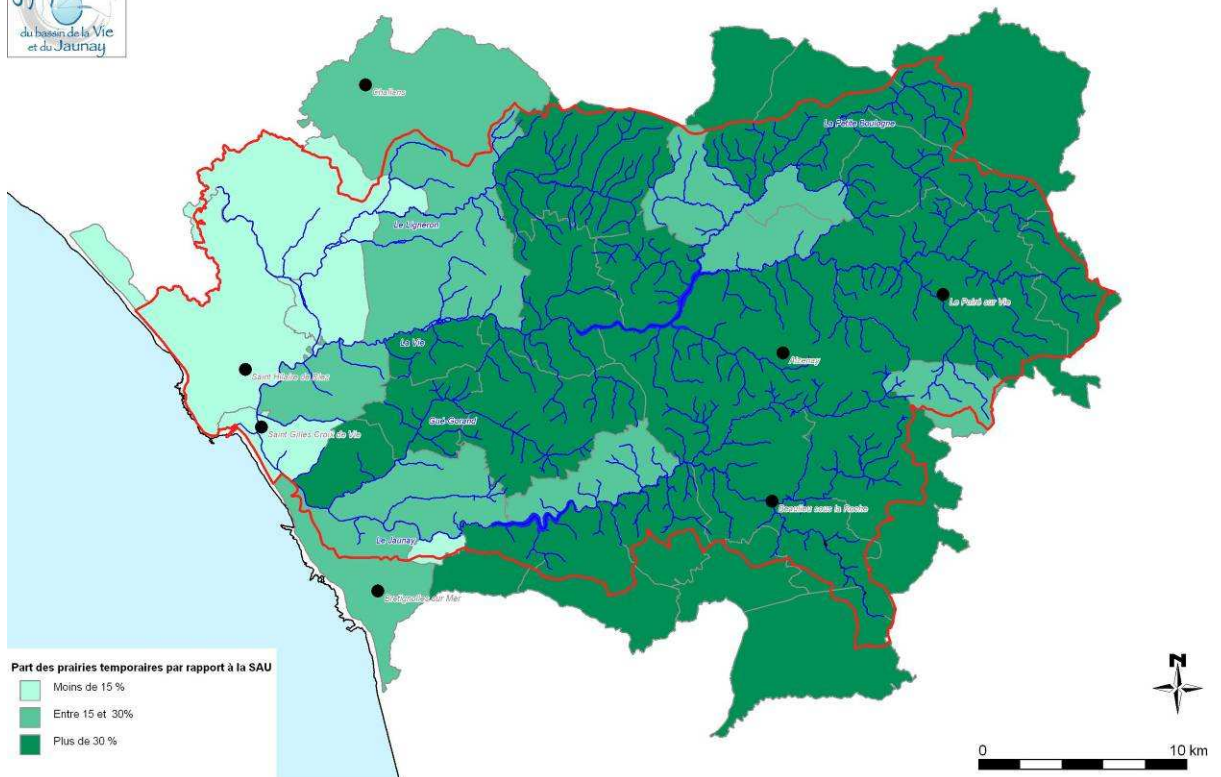 du bassin de la Vie
et du Jaunay
Challans
La Petite Boulogne
Le Ligneron
Le Poiré sur Vie
La Vie
Aizenay
Saint Hilaire de Riez
Gué Gorand
Saint Gilles Croix de Vie
Beaulieu sous la Roche
Le Jaunay
Bretignolles sur Mer
Part des prairies temporaires par rapport à la SAU
Moins de 15 %
Entre 15 et 30%
Plus de 30 %
N
0 10 km